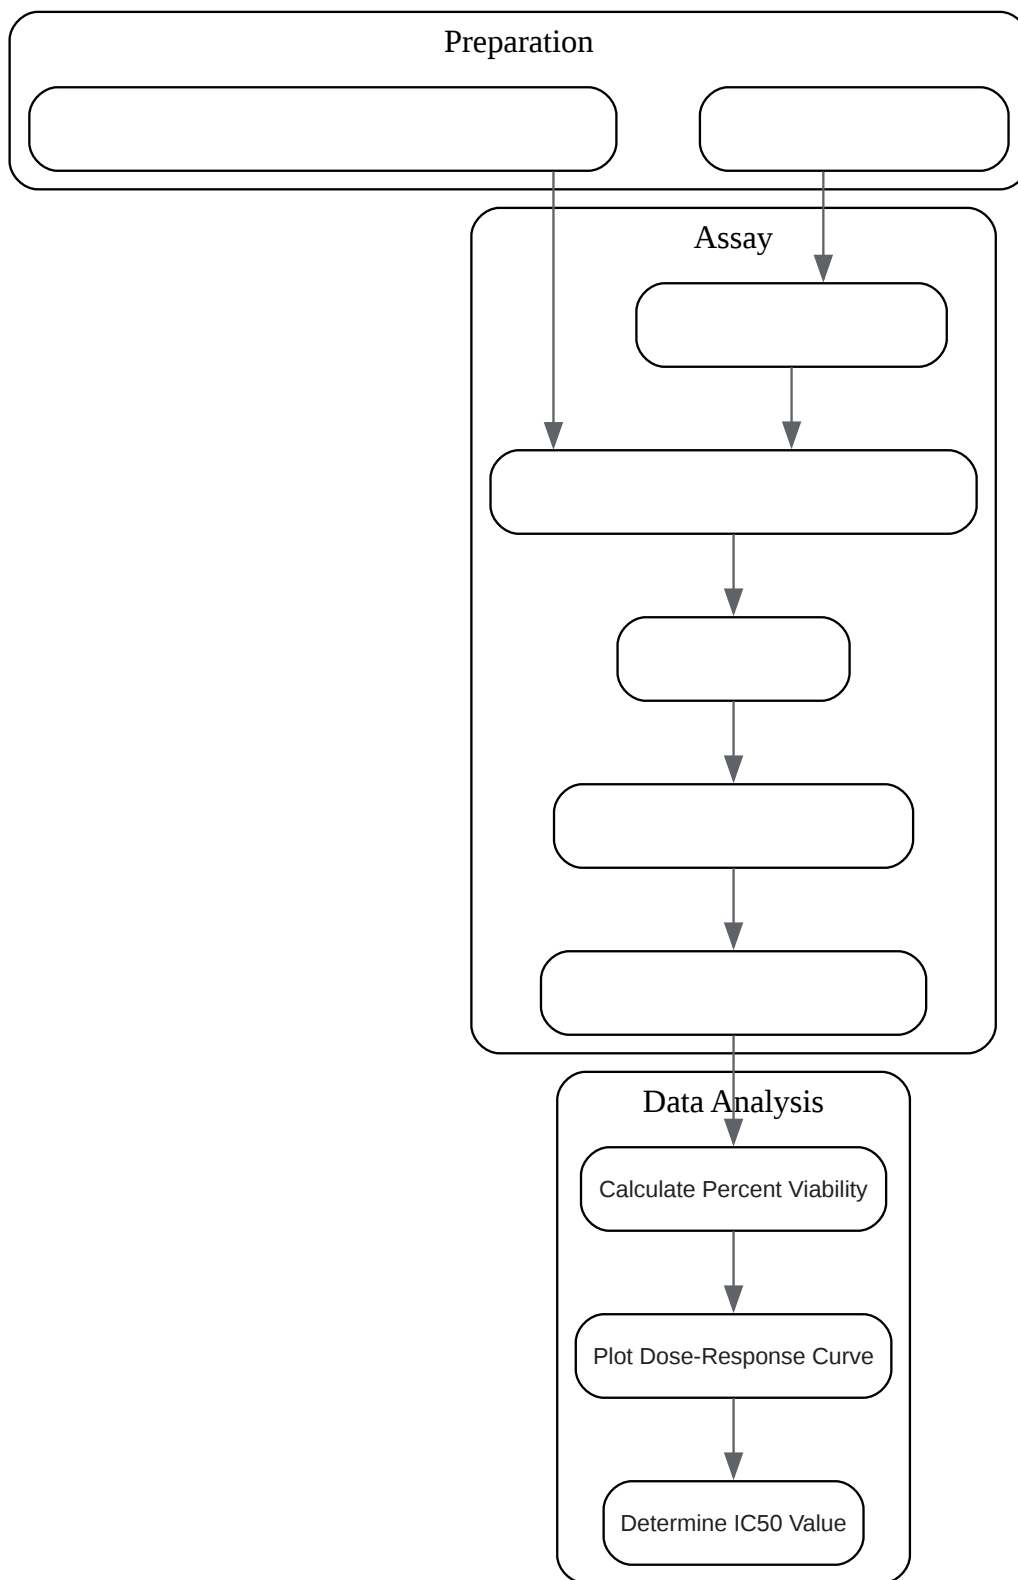 Preparation
Assay
Data Analysis
Calculate Percent Viability
Plot Dose-Response Curve
Determine IC50 Value